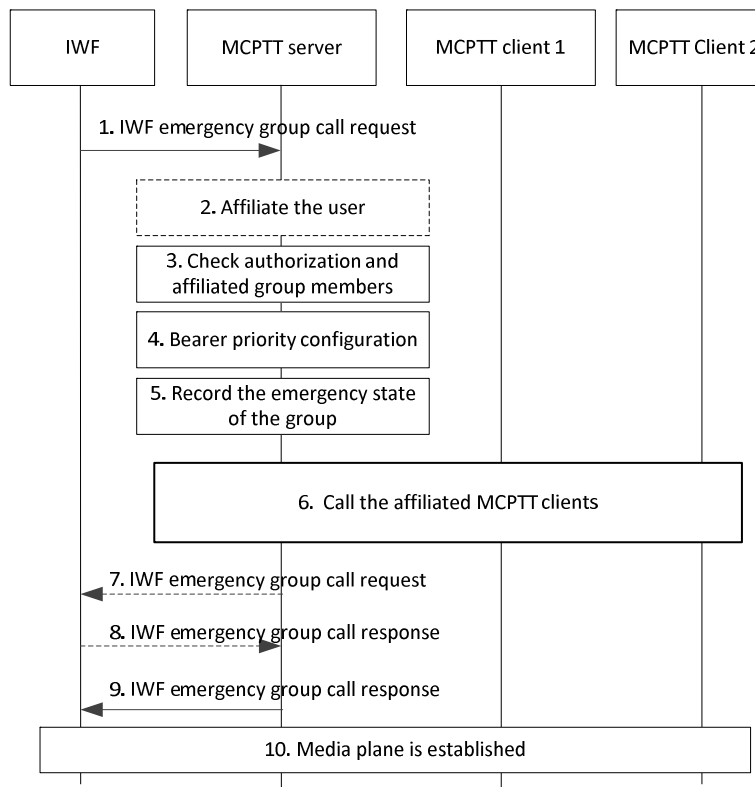 IWF
MCPTT server
MCPTT client 1
MCPTT Client 2
1. IWF emergency group call request
2. Affiliate the user
3. Check authorization and
affiliated group members
4. Bearer priority configuration
5. Record the emergency state
of the group
6. Call the affiliated MCPTT clients
7. IWF emergency group call request
8. IWF emergency group call response
9. IWF emergency group call response
10. Media plane is established